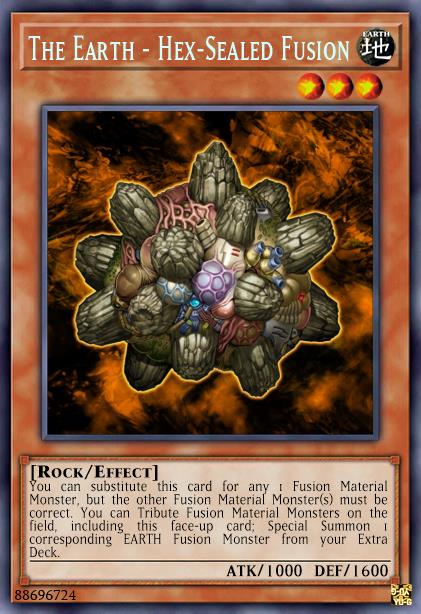 The Earth - Hex-Sealed Fusion
EARTH
地
[Rock/Effect]
You can substitute this card for any 1 Fusion Material
Monster, but the other Fusion Material Monster(s) must be
correct. You can Tribute Fusion Material Monsters on the
field, including this face-up card; Special Summon 1
corresponding EARTH Fusion Monster from your Extra
Deck.
ATK/1000 DEF/1600
88696724